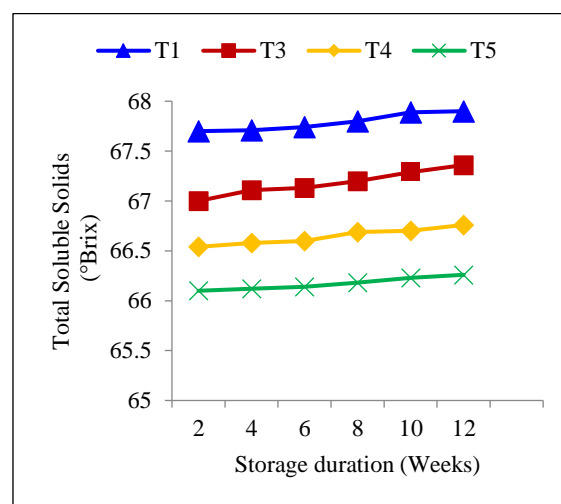 T1 T3 T4 T5
68
67.5
67
66.5
66
65.5
65
2 4 6 8 10 12
Total Soluble Solids
(°Brix)
Storage duration (Weeks)